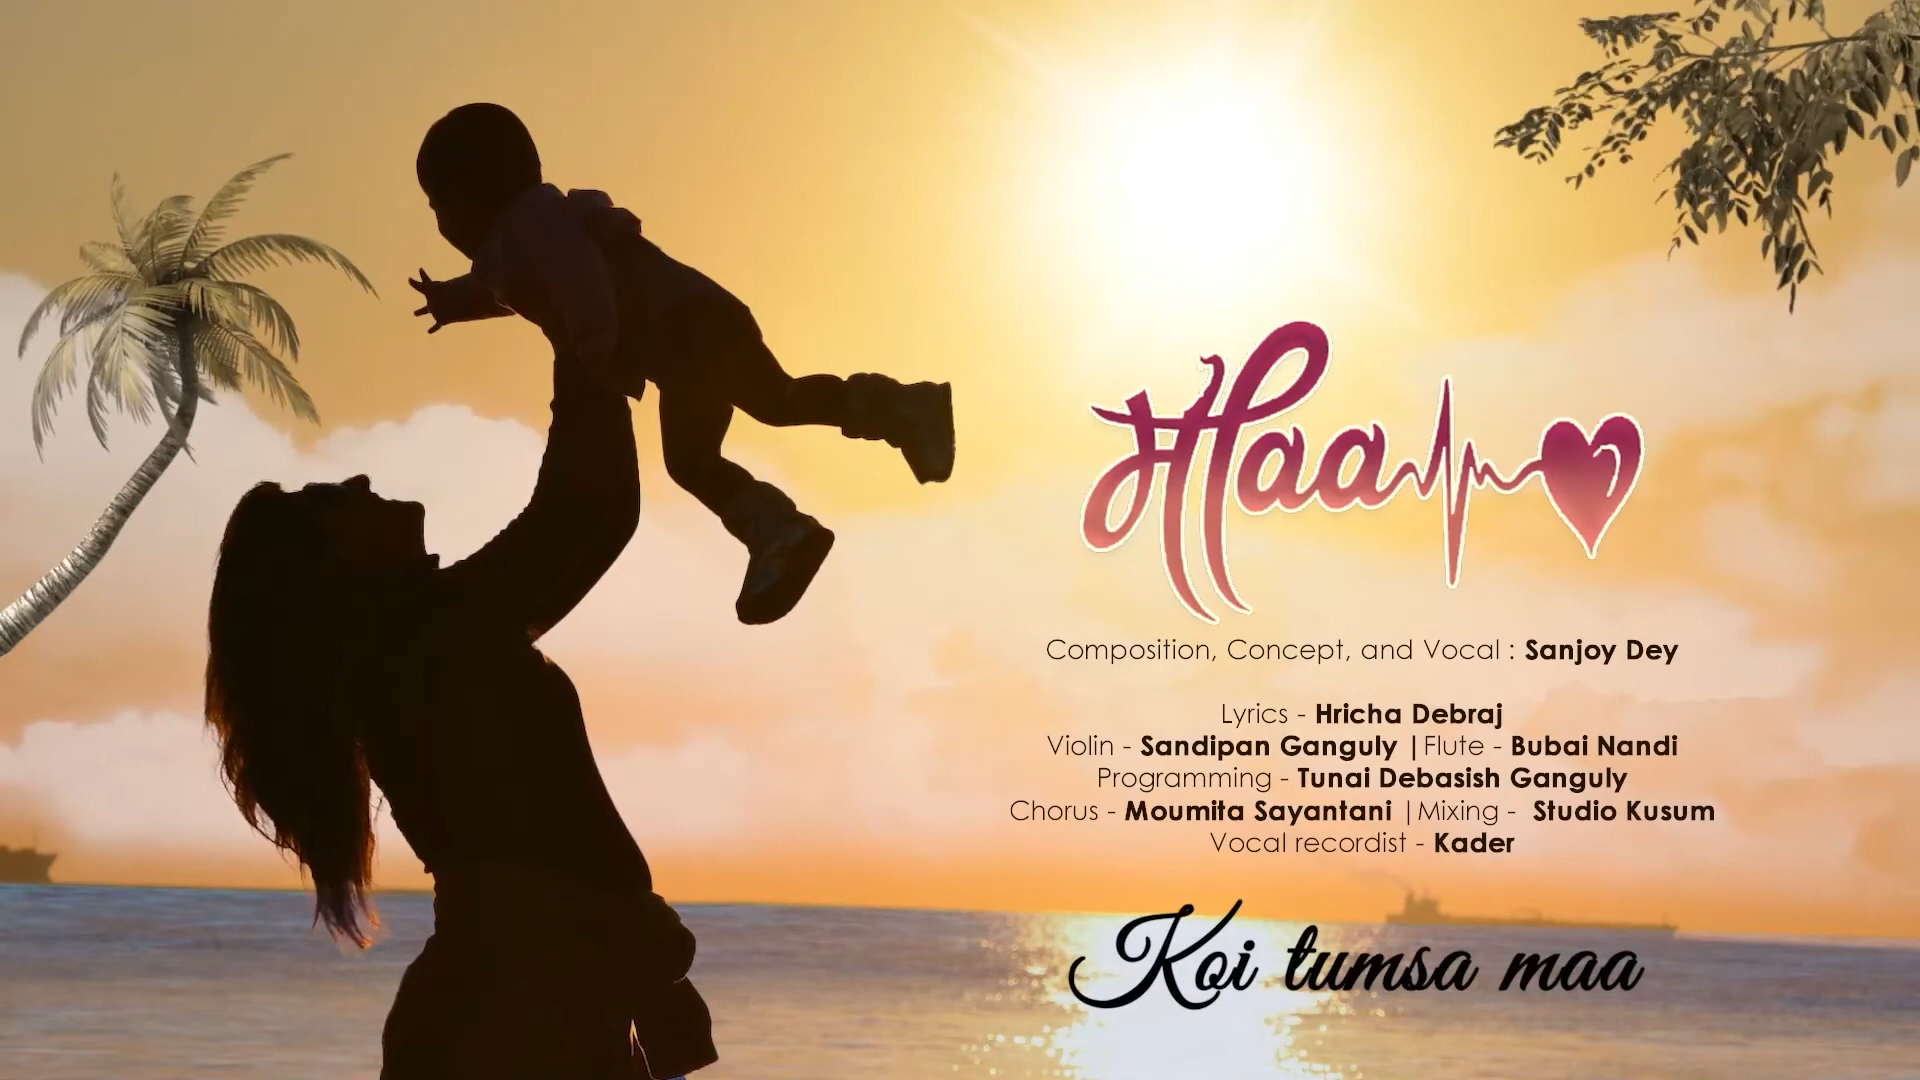 माँaa
Composition, Concept, and Vocal : Sanjoy Dey
Lyrics - Hricha Debraj
Violin - Sandipan Ganguly | Flute - Bubai Nandi
Programming - Tunai Debasish Ganguly
Chorus - Moumita Sayantani | Mixing - Studio Kusum
Vocal recordist - Kader
Koi tumsa maa